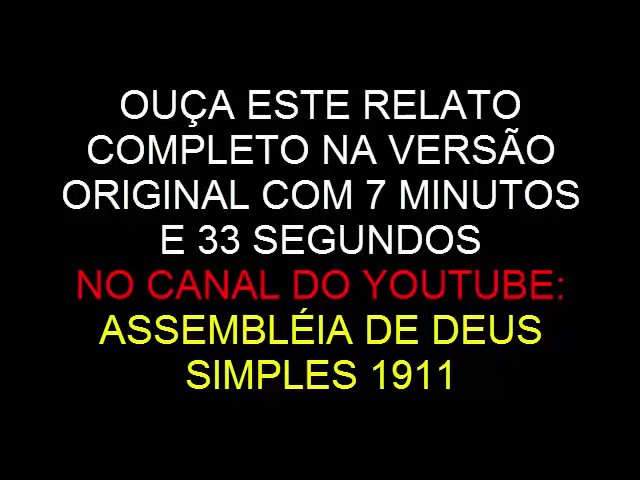 OUÇA ESTE RELATO
COMPLETO NA VERSÃO
ORIGINAL COM 7 MINUTOS
E 33 SEGUNDOS
NO CANAL DO YOUTUBE:
ASSEMBLÉIA DE DEUS
SIMPLES 1911